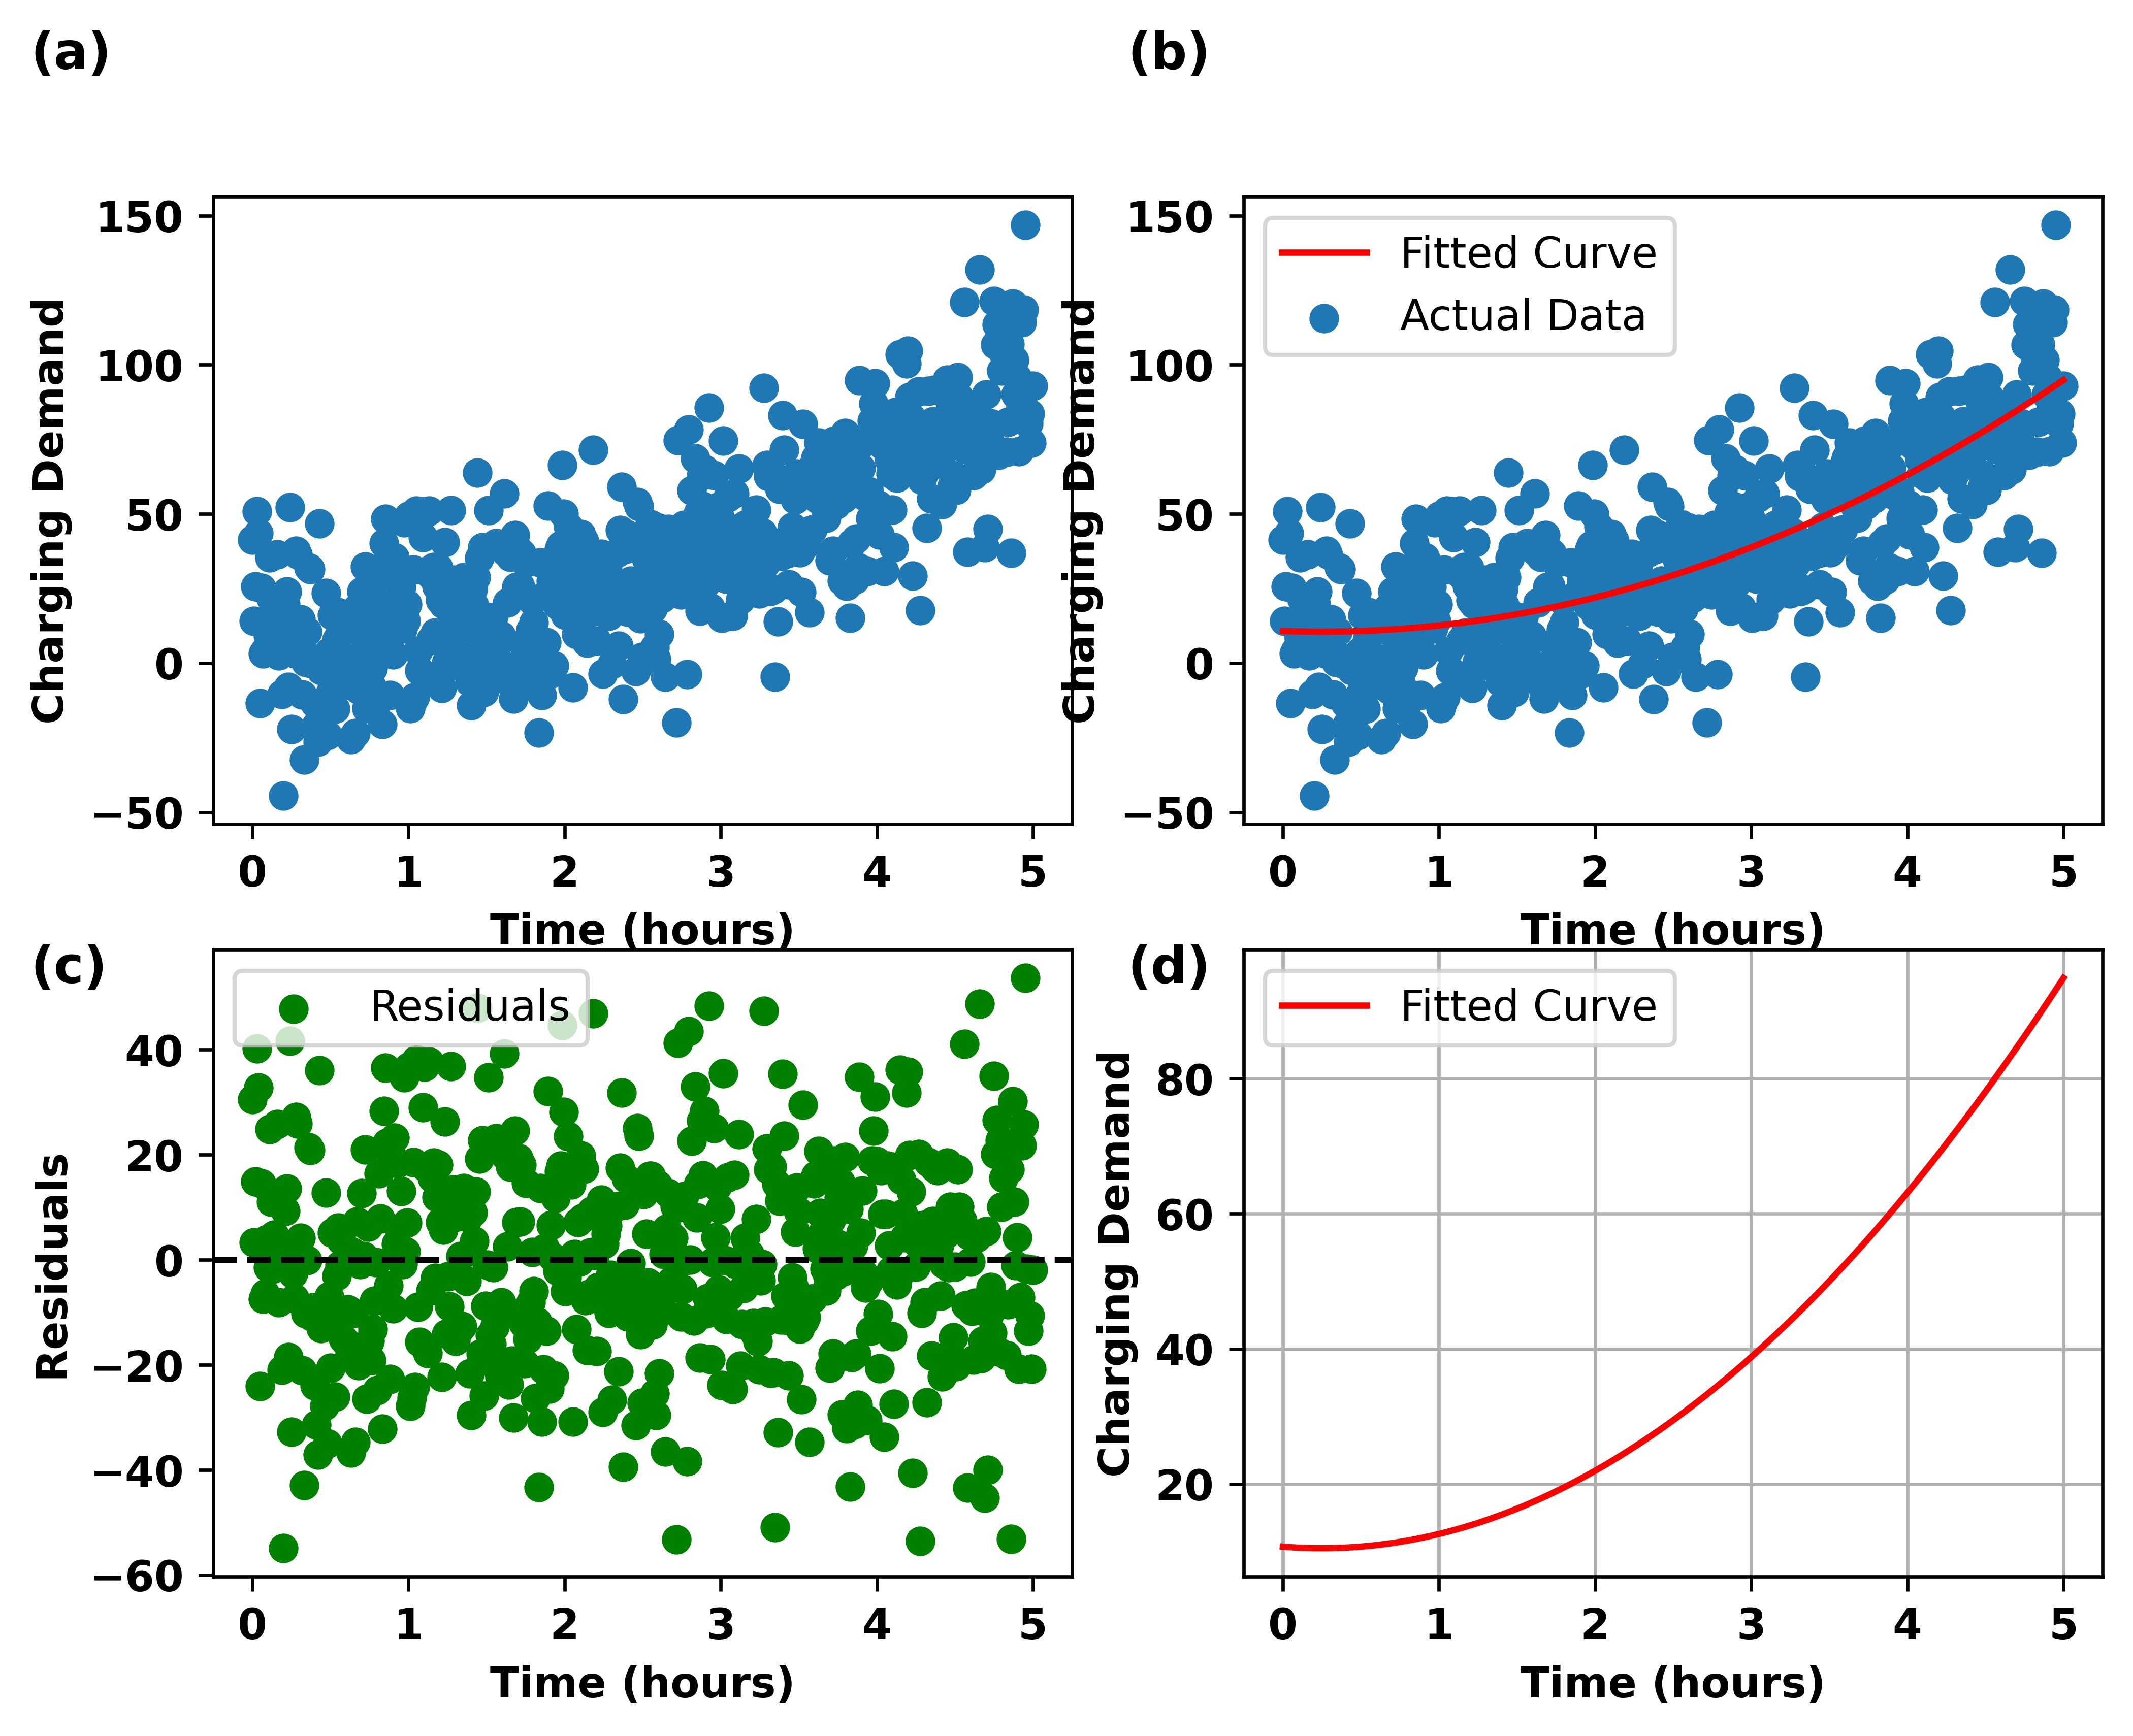 (a)
150
100
50
0
−50
Charging Demand
0 1 2 3 4 5
Time (hours)
(b)
150
100
50
0
−50
Charging Demand
Fitted Curve
Actual Data
0 1 2 3 4 5
Time (hours)
(c)
40
20
0
−20
−40
−60
Residuals
Residuals
0 1 2 3 4 5
Time (hours)
(d)
80
60
40
20
Charging Demand
Fitted Curve
0 1 2 3 4 5
Time (hours)